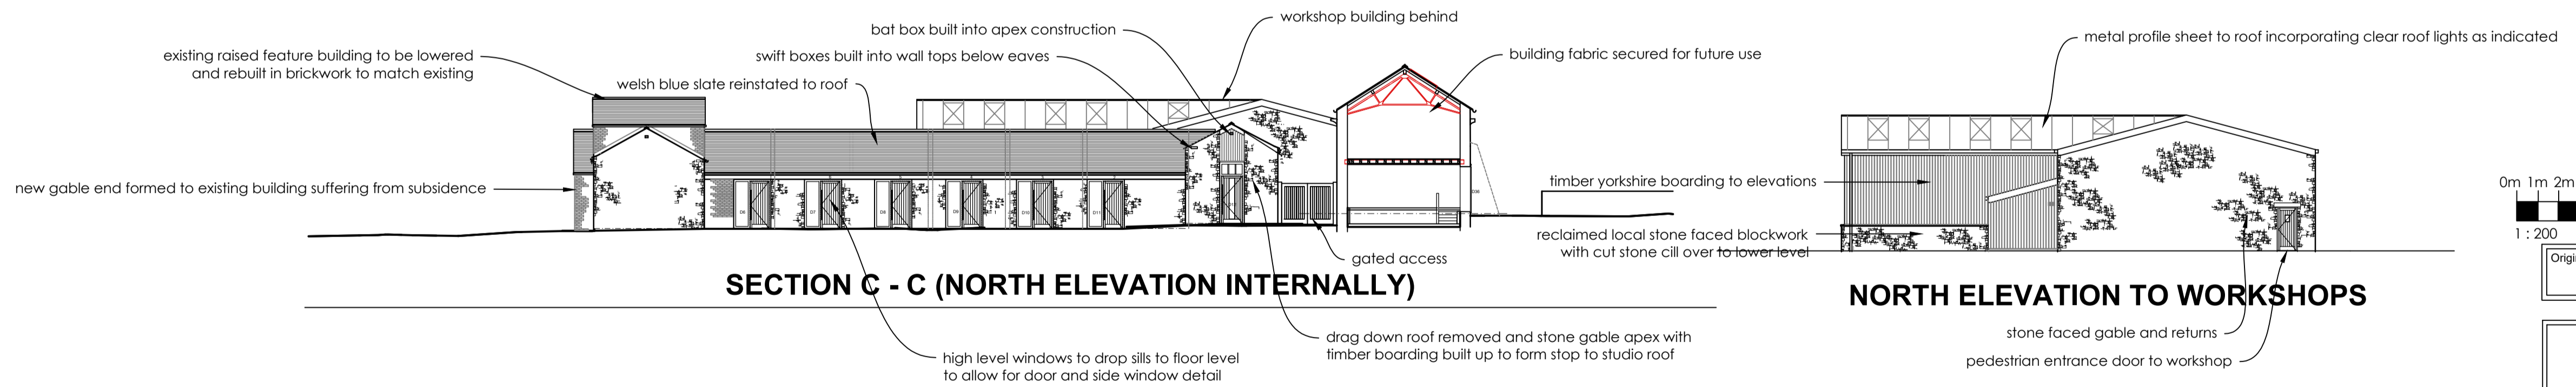 workshop building behind
bat box built into apex construction
existing raised feature building to be lowered
and rebuilt in brickwork to match existing
swift boxes built into wall tops below eaves
building fabric secured for future use
welsh blue slate reinstated to roof
new gable end formed to existing building suffering from subsidence
D6
D7
D8
D9
D10
D11
gated access
SECTION C - C (NORTH ELEVATION INTERNALLY)
high level windows to drop sills to floor level
to allow for door and side window detail
drag down roof removed and stone gable apex with
timber boarding built up to form stop to studio roof
metal profile sheet to roof incorporating clear roof lights as indicated
timber yorkshire boarding to elevations
reclaimed local stone faced blockwork
with cut stone cill over to lower level
NORTH ELEVATION TO WORKSHOPS
stone faced gable and returns
pedestrian entrance door to workshop
0m 1m 2m
1 : 200